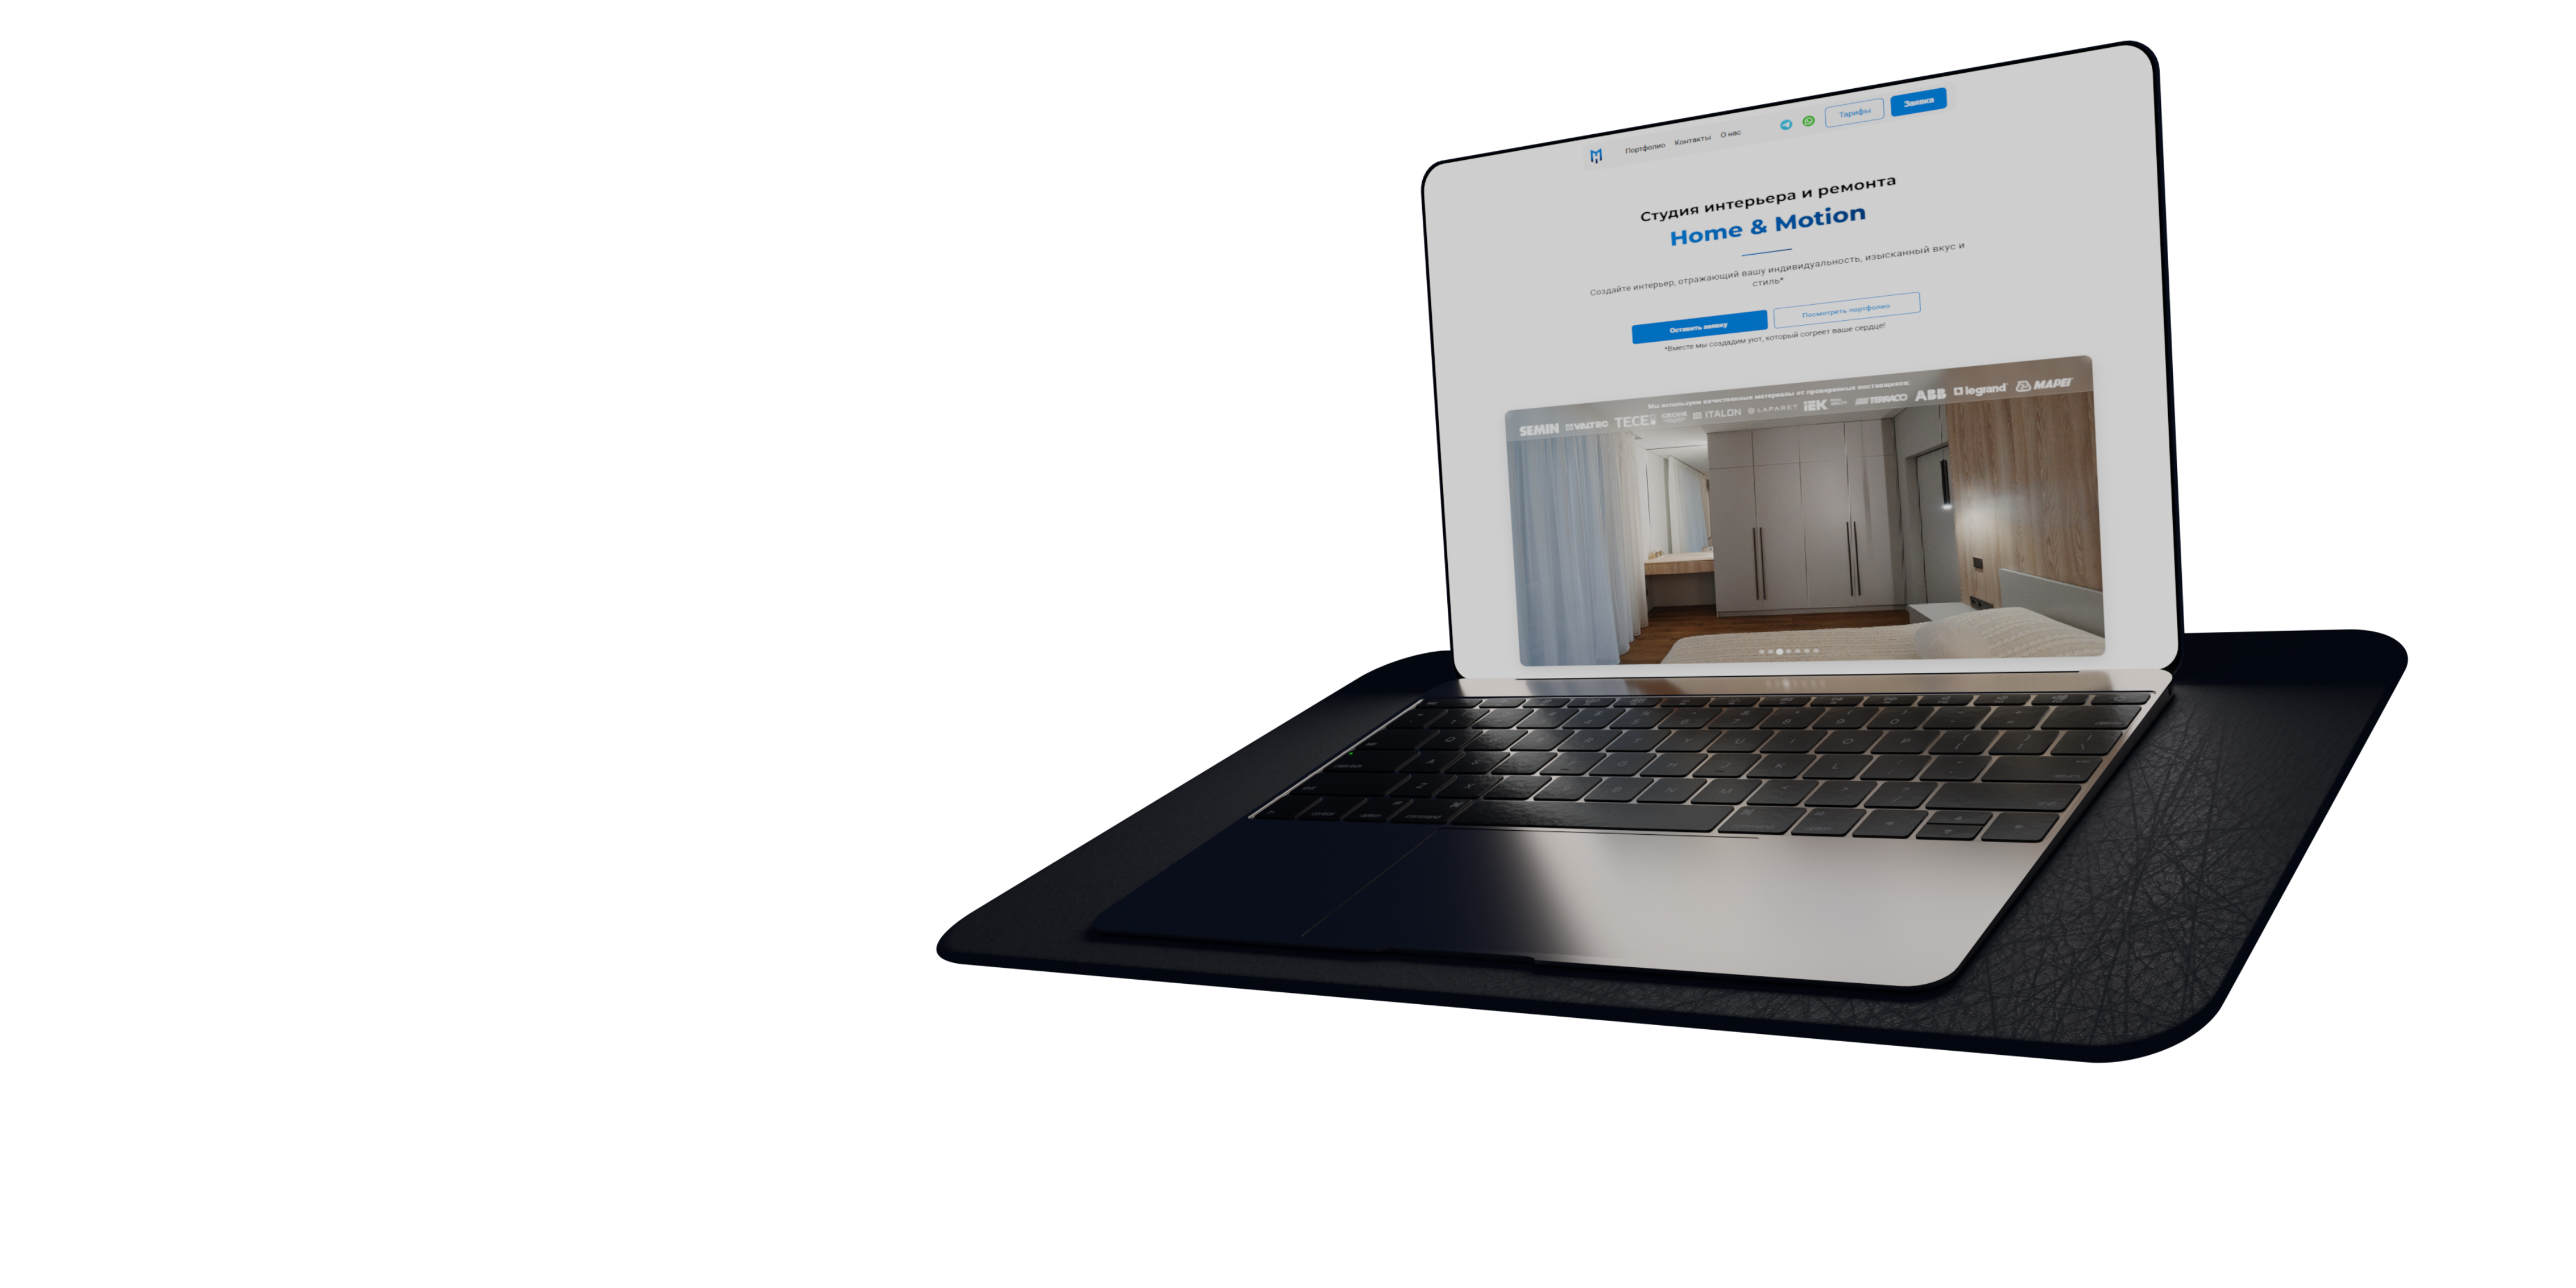 Портфолио Контакты О нас Тарифы Заявка
Студия интерьера и ремонта
Home & Motion
Создайте интерьер, отражающий вашу индивидуальность, изысканный вкус и
стиль*
Оставить заявку Посмотреть портфолио
*Вместе мы создадим уют, который согреет ваше сердце!
Мы используем качественные материалы от проверенных поставщиков:
SEMIN VALTEC TECE GROHE ITALON LAPARET IEK TERRACO ABB legrand MAPEI